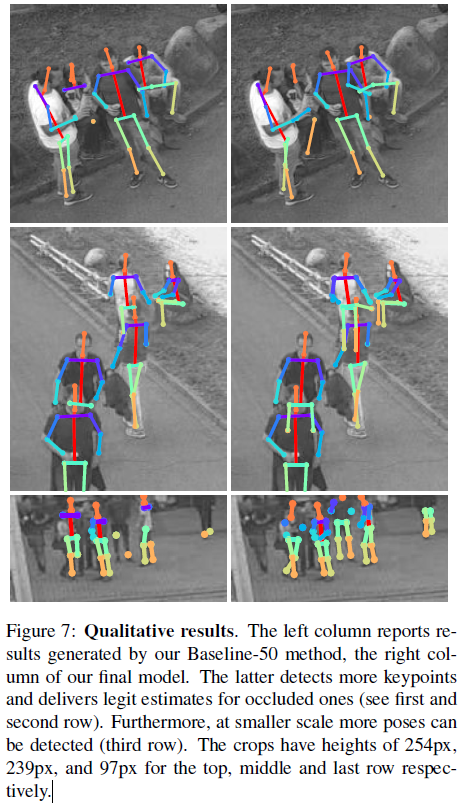 Figure 7: Qualitative results. The left column reports re-
sults generated by our Baseline-50 method, the right col-
umn of our final model. The latter detects more keypoints
and delivers legit estimates for occluded ones (see first and
second row). Furthermore, at smaller scale more poses can
be detected (third row). The crops have heights of 254px,
239px, and 97px for the top, middle and last row respec-
tively.